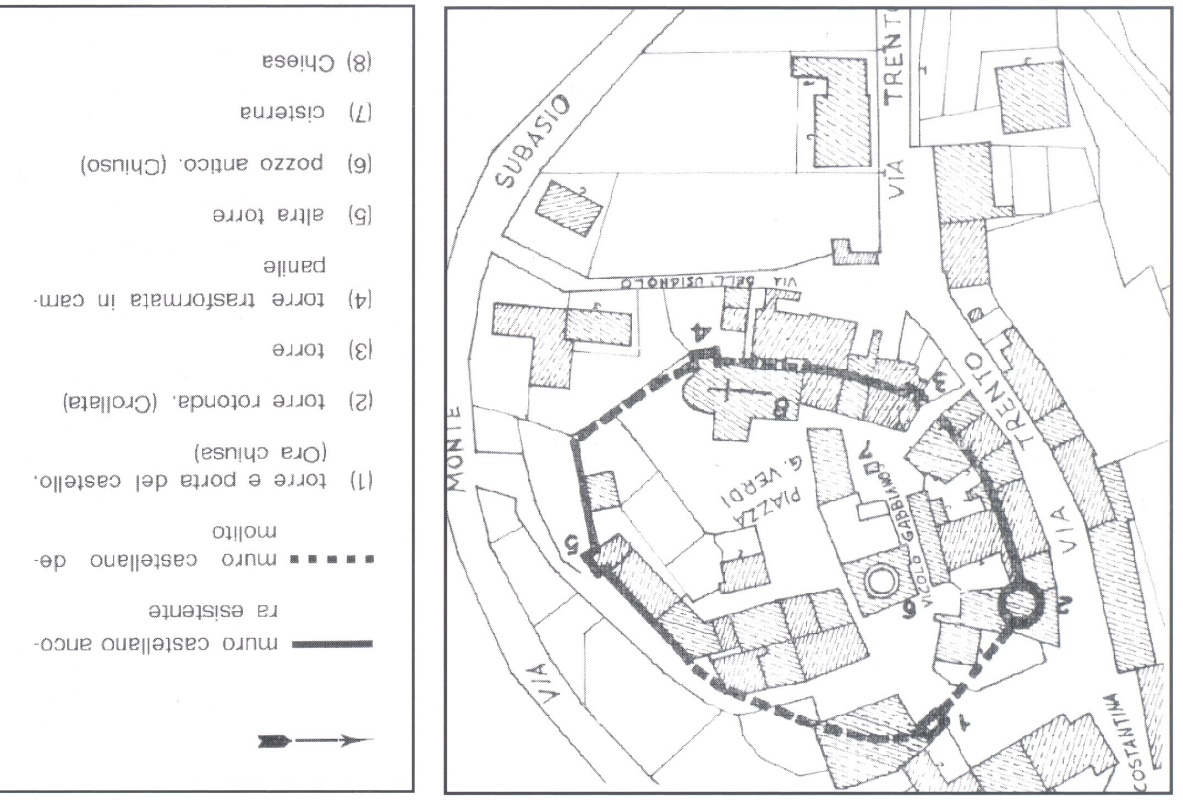 muro castellano anco-
ra esistente
muro castellano de-
molito
(1) torre e porta del castello.
(Ora chiusa)
(2) torre rotonda. (Crollata)
(3) torre
(4) torre trasformata in cam-
panile
(5) altra torre
(6) pozzo antico. (Chiuso)
(7) cisterna
(8) Chiesa
COSTANTINA
1
VIA
2
VIA
TRENTO
6
VICOLO GABBIANO
7
5
PIAZZA
G. VERDI
8
3
4
MONTE
SUBASIO
VIA
DELL' USIGNOLO
VIA
TRENTO